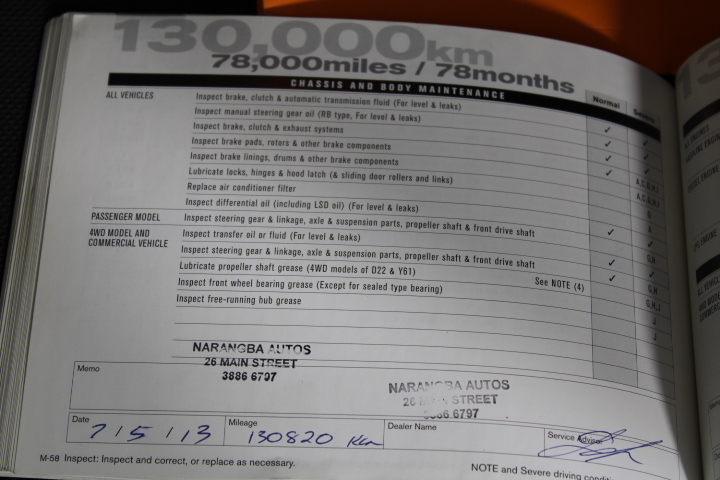 130,000km
78,000miles / 78months
CHASSIS AND BODY MAINTENANCE
Normal
ALL VEHICLES
Inspect brake, clutch & automatic transmission fluid (For level & leaks)
Inspect manual steering gear oil (RB type, For level & leaks) ✓ ✓
Inspect brake, clutch & exhaust systems ✓ ✓
Inspect brake pads, rotors & other brake components ✓ ✓
Inspect brake linings, drums & other brake components ✓
Lubricate locks, hinges & hood latch (& sliding door rollers and links)
Replace air conditioner filter
Inspect differential oil (including LSD oil) (For level & leaks)
PASSENGER MODEL Inspect steering gear & linkage, axle & suspension parts, propeller shaft & front drive shaft ✓
4WD MODEL AND Inspect transfer oil or fluid (For level & leaks)
COMMERCIAL VEHICLE Inspect steering gear & linkage, axle & suspension parts, propeller shaft & front drive shaft ✓
Lubricate propeller shaft grease (4WD models of D22 & Y61) See NOTE (4) ✓
Inspect front wheel bearing grease (Except for sealed type bearing)
Inspect free-running hub grease
NARANGBA AUTOS
26 MAIN STREET
3886 6797
Memo
NARANGBA AUTOS
26 STREET
6797
Date Mileage Dealer Name Service Advisor
7/5/13 130820 Km
M-58 Inspect: Inspect and correct, or replace as necessary.
NOTE and Severe driving